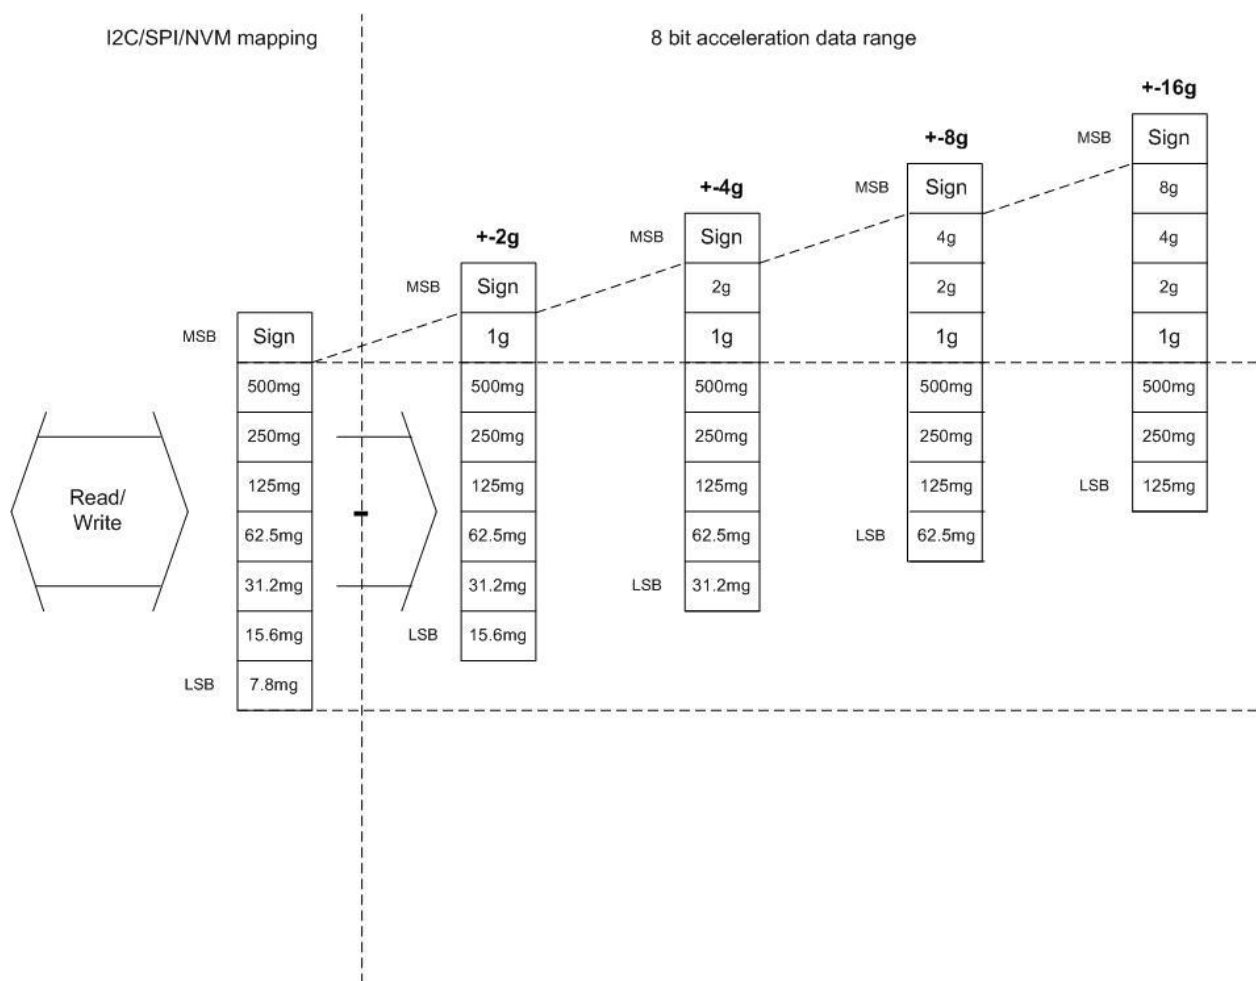 I2C/SPI/NVM mapping
8 bit acceleration data range
+-16g
MSB
Sign
8g
4g
2g
1g
500mg
250mg
LSB
125mg
+-8g
MSB
Sign
4g
2g
1g
500mg
250mg
125mg
LSB
62.5mg
+-4g
MSB
Sign
2g
1g
500mg
250mg
125mg
62.5mg
LSB
31.2mg
+-2g
MSB
Sign
1g
500mg
250mg
125mg
62.5mg
31.2mg
LSB
15.6mg
MSB
Sign
500mg
250mg
125mg
62.5mg
31.2mg
15.6mg
LSB
7.8mg
Read/
Write
-